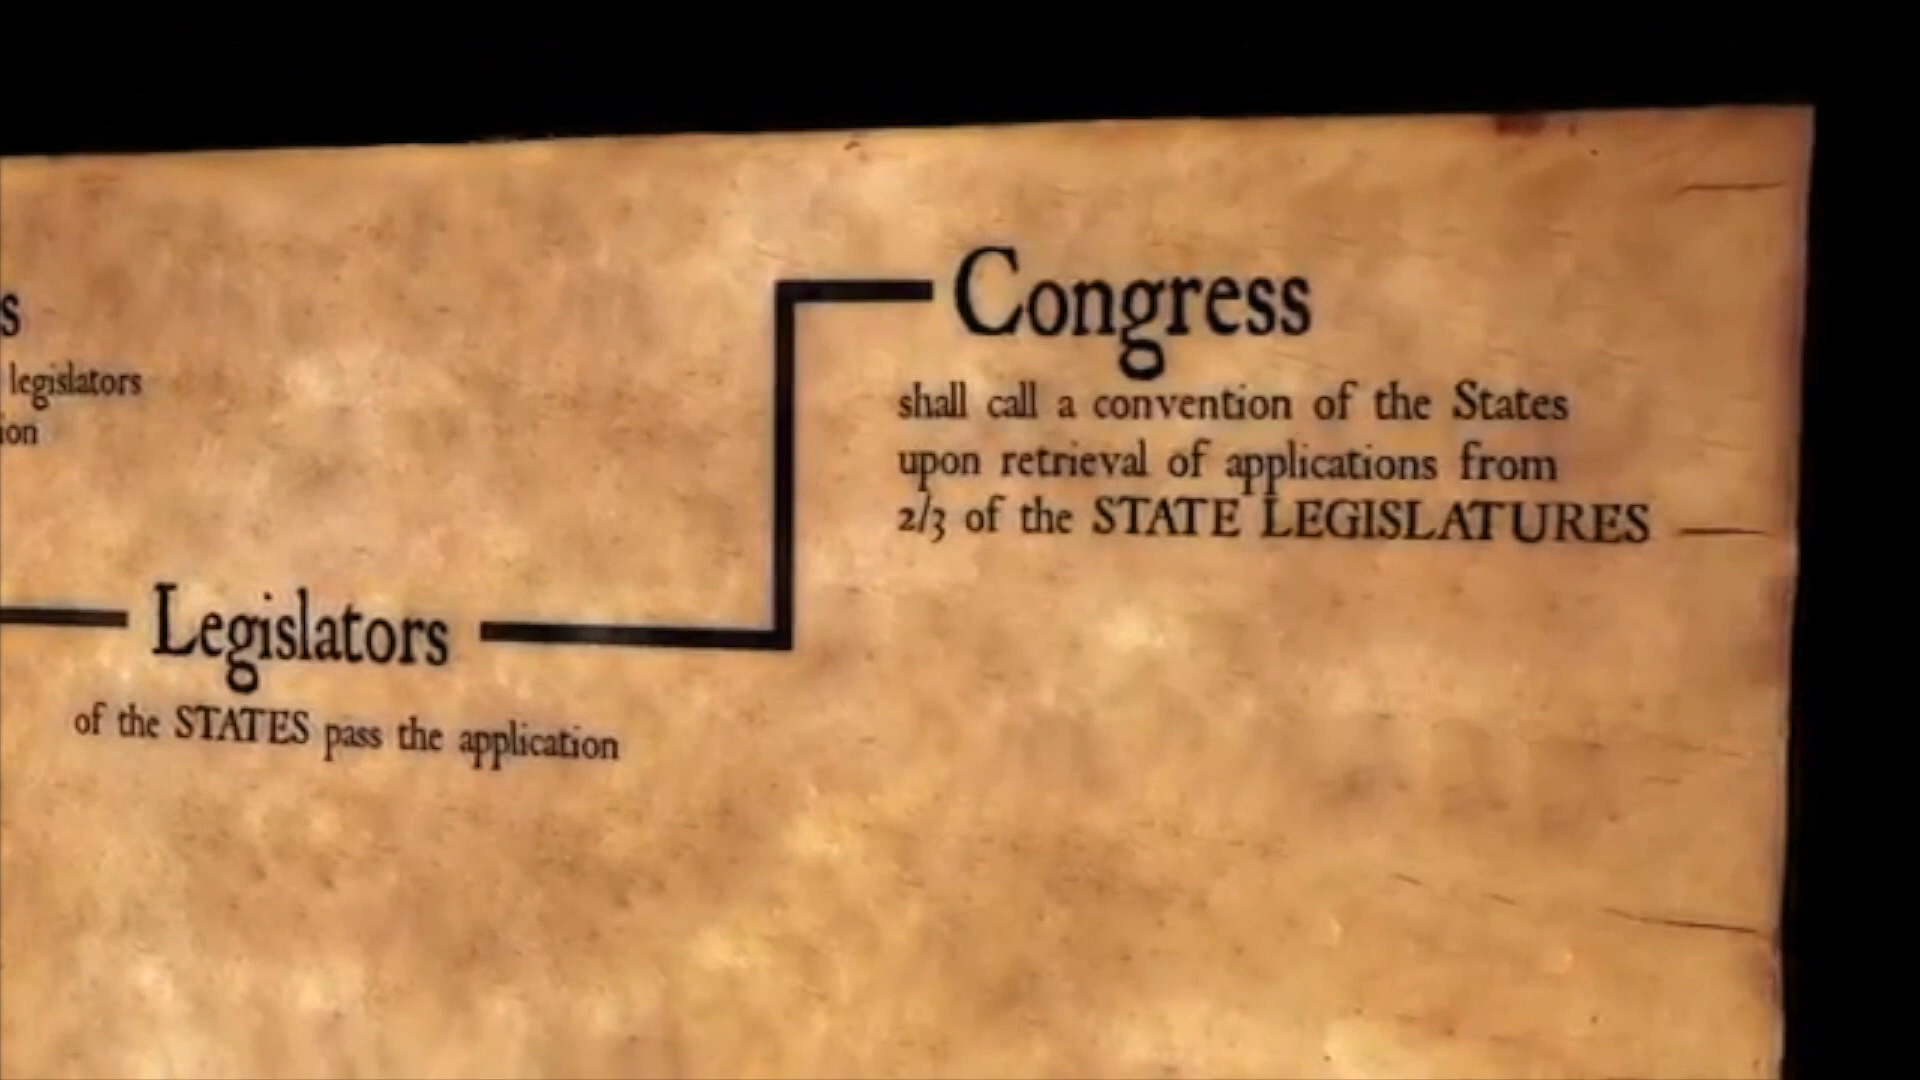 s
legislators
ion
Legislators
of the STATES pass the application
Congress
shall call a convention of the States
upon retrieval of applications from
2/3 of the STATE LEGISLATURES